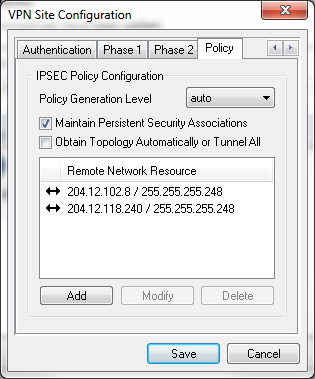 VPN Site Configuration
Authentication Phase 1 Phase 2 Policy
IPSEC Policy Configuration
Policy Generation Level auto
Maintain Persistent Security Associations
Obtain Topology Automatically or Tunnel All
Remote Network Resource
204.12.102.8 / 255.255.255.248
204.12.118.240 / 255.255.255.248
Add Modify Delete
Save Cancel